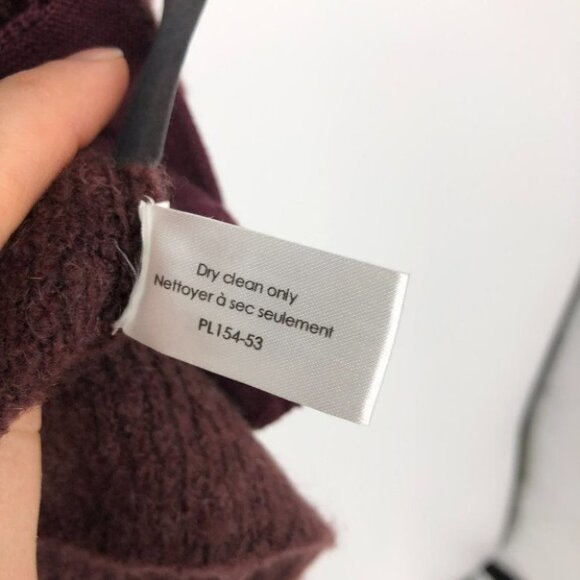 Dry clean only
Nettoyer à sec seulement
PL154-53